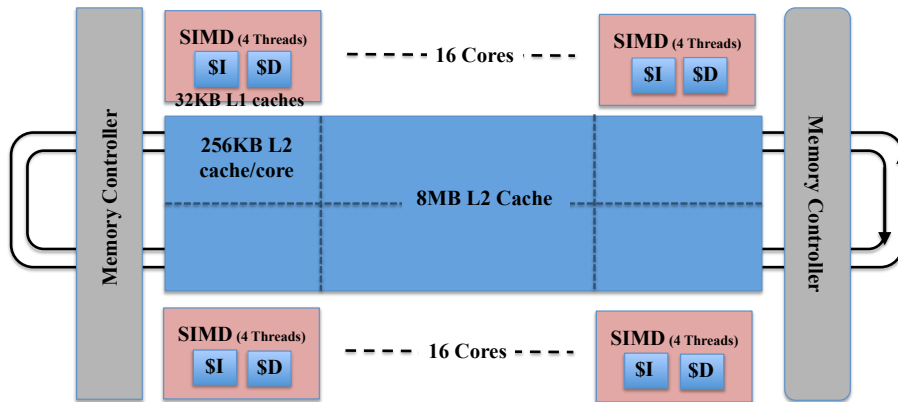 SIMD (4 Threads)
$I $D
16 Cores
SIMD (4 Threads)
$I $D
32KB L1 caches
Memory Controller
256KB L2
cache/core
8MB L2 Cache
Memory Controller
SIMD (4 Threads)
$I $D
16 Cores
SIMD (4 Threads)
$I $D